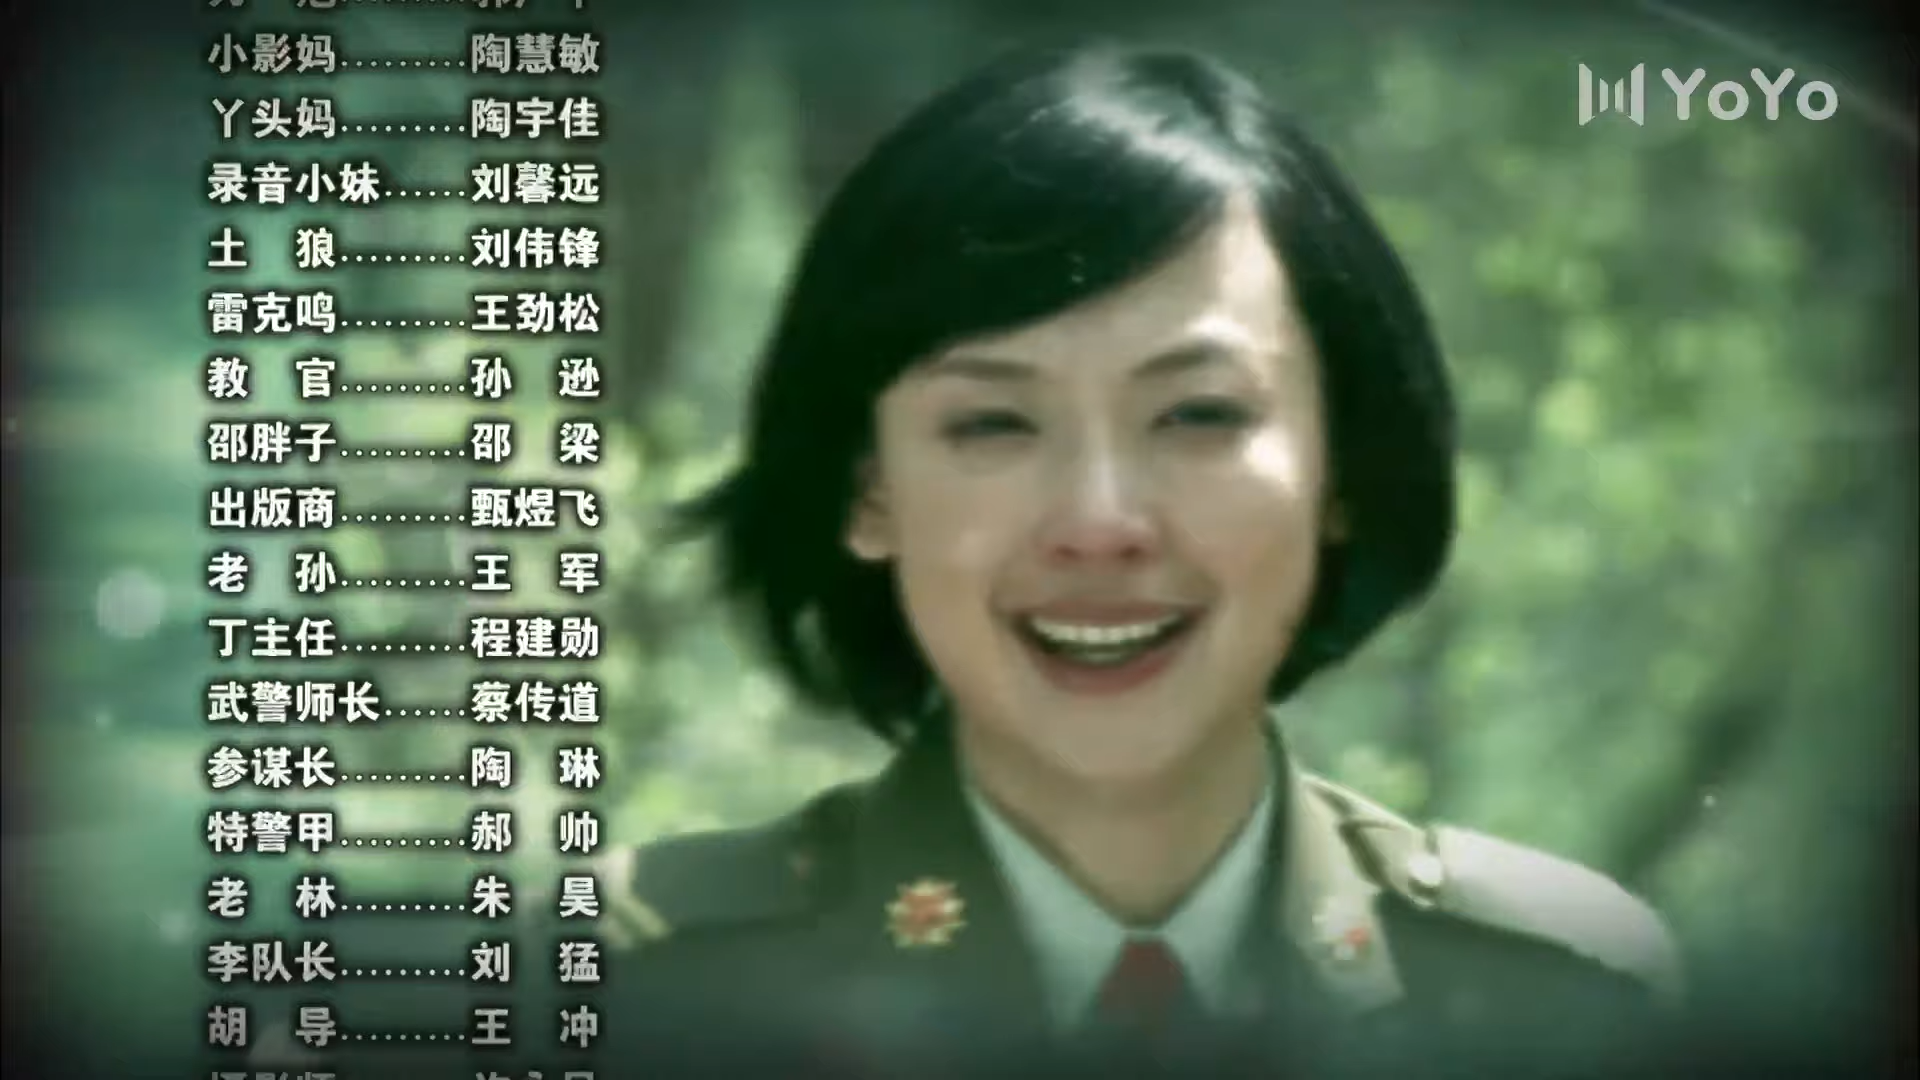 小影妈.........陶慧敏
丫头妈.........陶宇佳
录音小妹......刘馨远
土　狼.........刘伟锋
雷克鸣.........王劲松
教　官.........孙　逊
邵胖子.........邵　梁
出版商.........甄煜飞
老　孙.........王　军
丁主任.........程建勋
武警师长......蔡传道
参谋长.........陶　琳
特警甲.........郝　帅
老　林.........朱　昊
李队长.........刘　猛
胡　导.........王　冲
YoYo